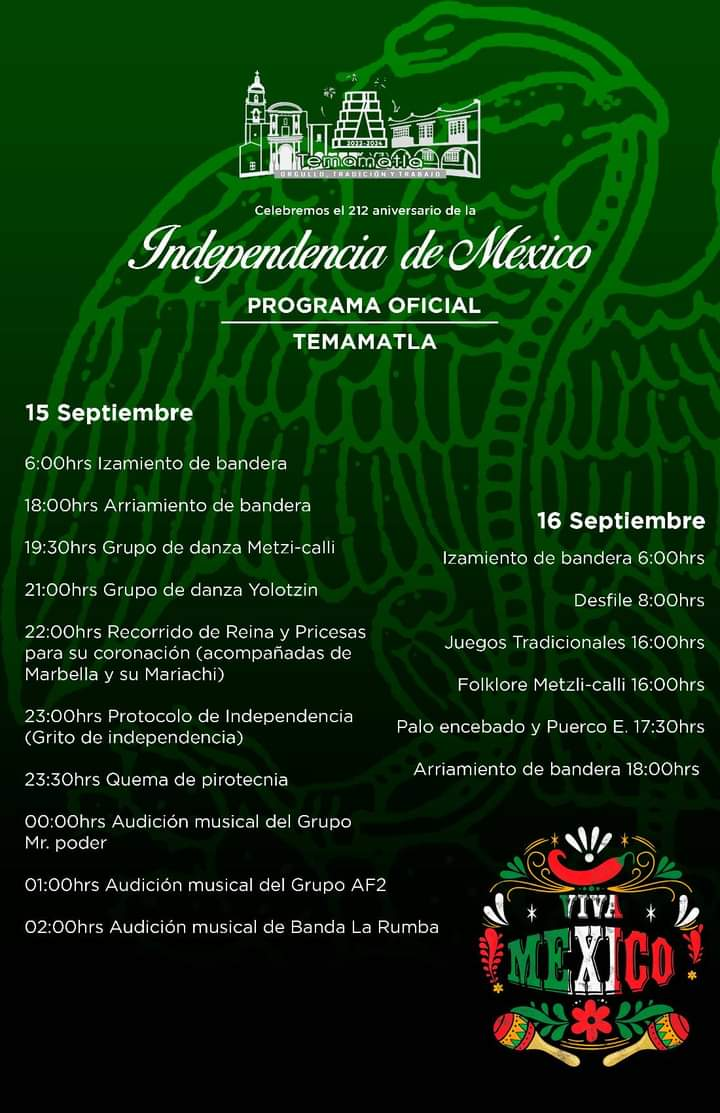 2022-2024
Temamatla
ORGULLO, TRADICIÓN Y TRABAJO
Celebremos el 212 aniversario de la
Independencia de México
PROGRAMA OFICIAL
TEMAMATLA
15 Septiembre
6:00hrs Izamiento de bandera
18:00hrs Arriamiento de bandera
19:30hrs Grupo de danza Metzi-calli
21:00hrs Grupo de danza Yolotzin
22:00hrs Recorrido de Reina y Pricesas
para su coronación (acompañadas de
Marbella y su Mariachi)
23:00hrs Protocolo de Independencia
(Grito de independencia)
23:30hrs Quema de pirotecnia
00:00hrs Audición musical del Grupo
Mr. poder
01:00hrs Audición musical del Grupo AF2
02:00hrs Audición musical de Banda La Rumba
16 Septiembre
Izamiento de bandera 6:00hrs
Desfile 8:00hrs
Juegos Tradicionales 16:00hrs
Folklore Metzli-calli 16:00hrs
Palo encebado y Puerco E. 17:30hrs
Arriamiento de bandera 18:00hrs
VIVA
MEXICO